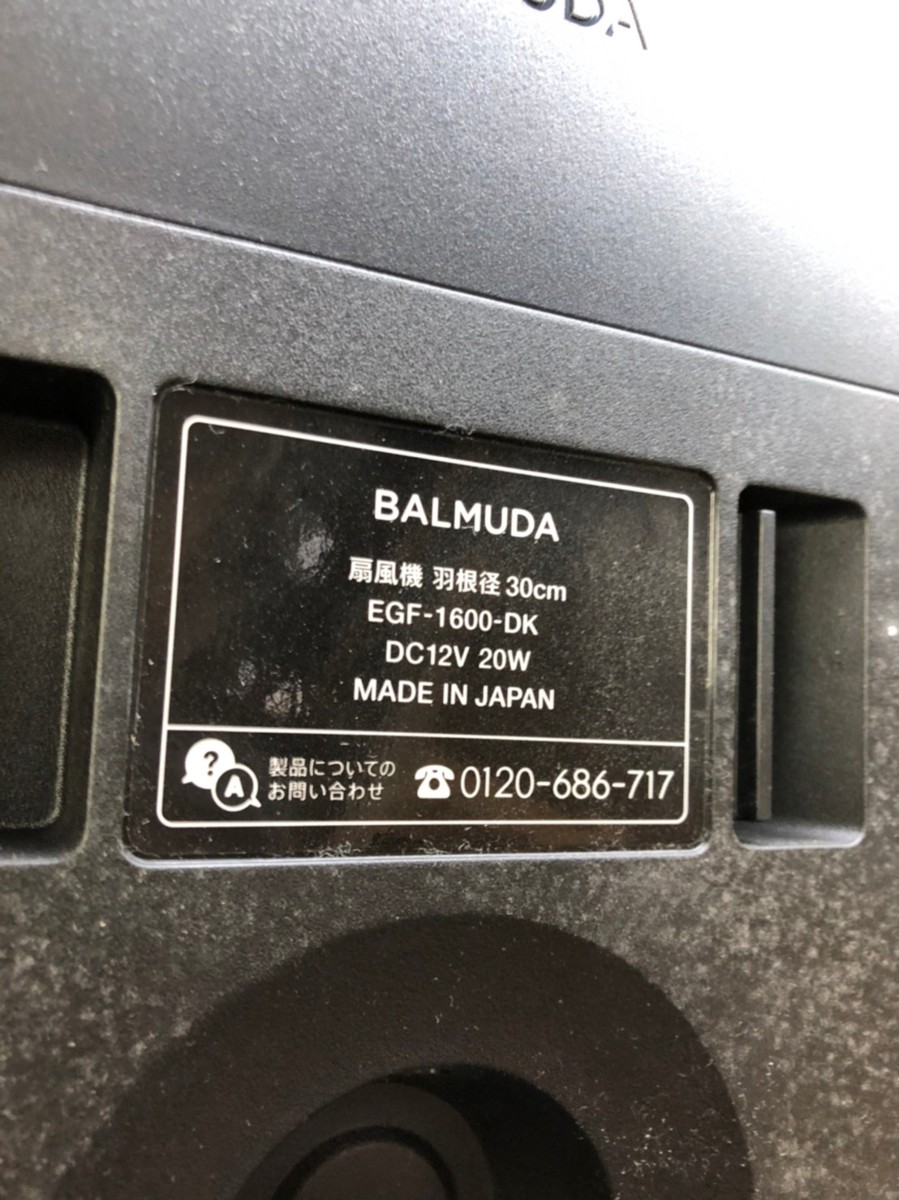 UDA
BALMUDA
扇風機 羽根径 30cm
EGF-1600-DK
DC12V 20W
MADE IN JAPAN
? A
製品についての
お問い合わせ
0120-686-717